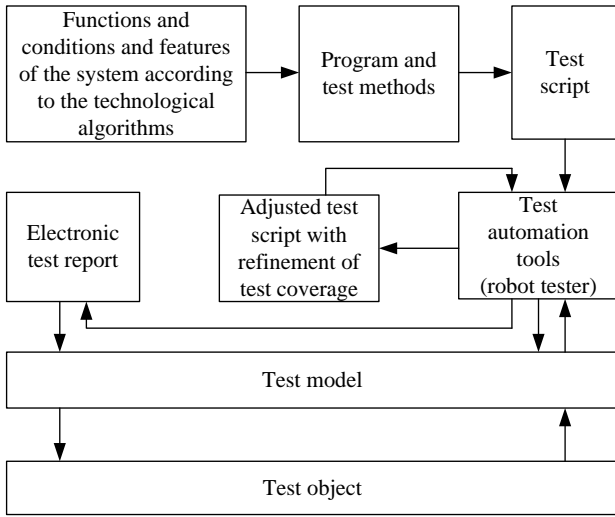 Functions and
conditions and features
of the system according
to the technological
algorithms
Program and
test methods
Test
script
Electronic
test report
Adjusted test
script with
refinement of
test coverage
Test
automation
tools
(robot tester)
Test model
Test object